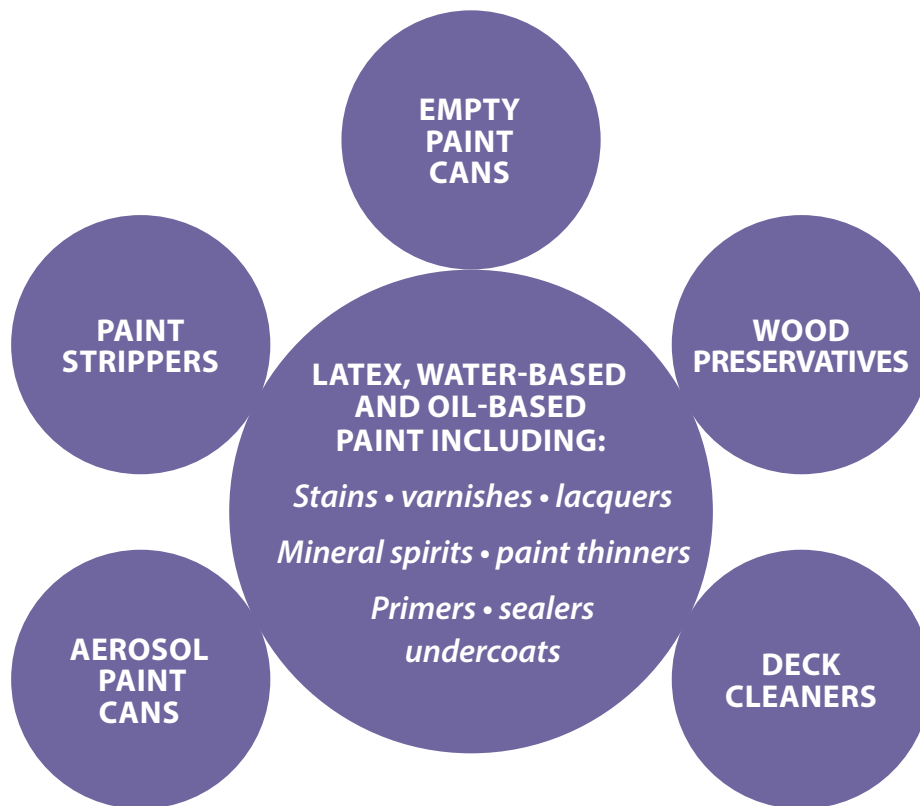 EMPTY
PAINT
CANS
PAINT
STRIPPERS
WOOD
PRESERVATIVES
LATEX, WATER-BASED
AND OIL-BASED
PAINT INCLUDING:
Stains • varnishes • lacquers
Mineral spirits • paint thinners
Primers • sealers
undercoats
AEROSOL
PAINT
CANS
DECK
CLEANERS